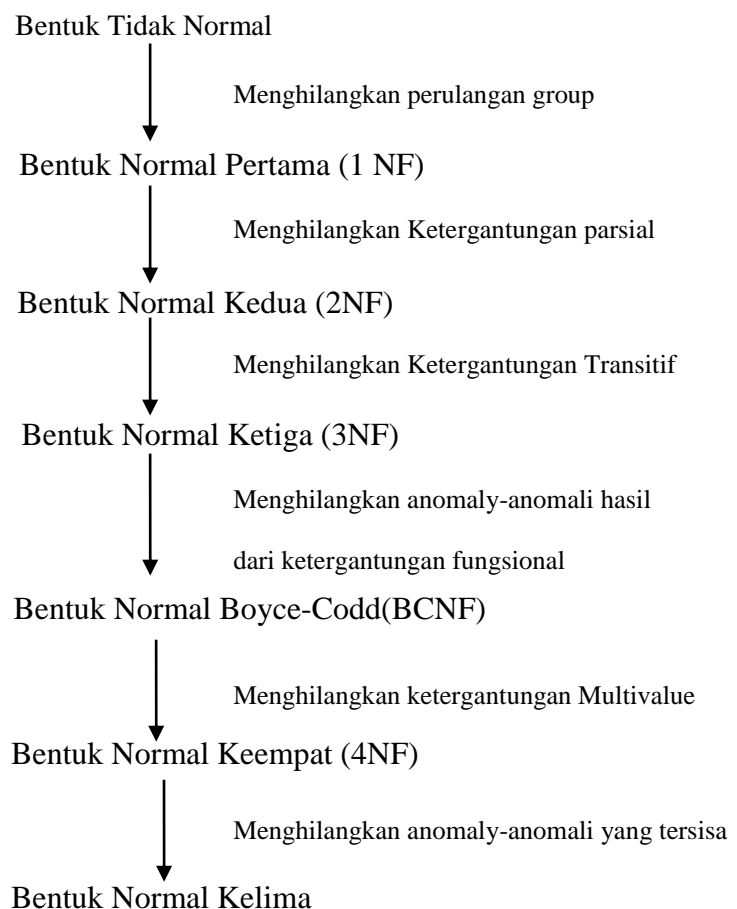 Bentuk Tidak Normal
Menghilangkan perulangan group
Bentuk Normal Pertama (1 NF)
Menghilangkan Ketergantungan parsial
Bentuk Normal Kedua (2NF)
Menghilangkan Ketergantungan Transitif
Bentuk Normal Ketiga (3NF)
Menghilangkan anomaly-anomali hasil
dari ketergantungan fungsional
Bentuk Normal Boyce-Codd(BCNF)
Menghilangkan ketergantungan Multivalue
Bentuk Normal Keempat (4NF)
Menghilangkan anomaly-anomali yang tersisa
Bentuk Normal Kelima